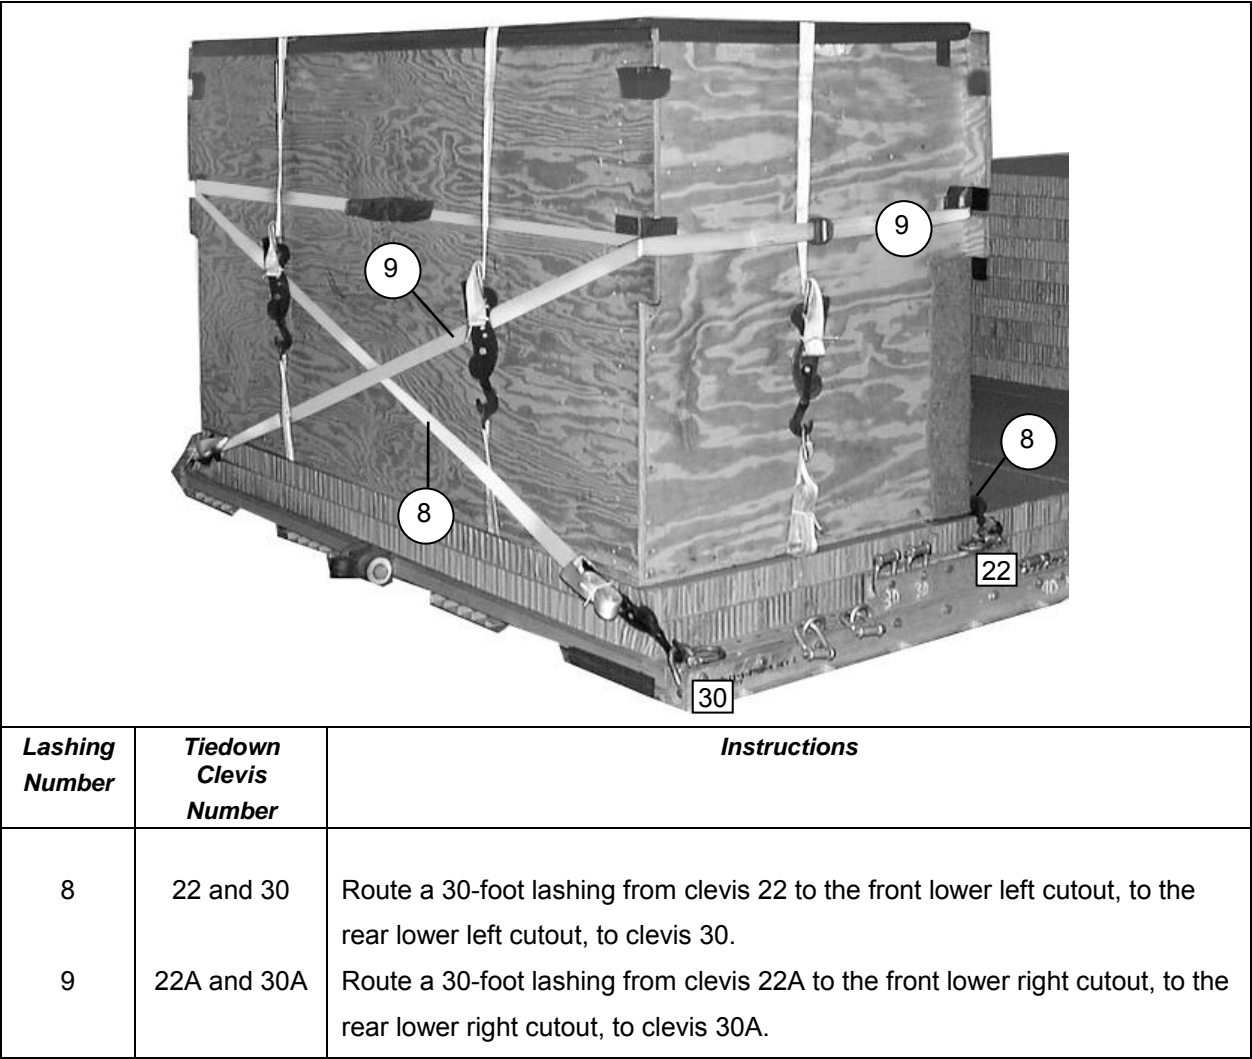 9
9
8
8
22
30
Lashing Number
Tiedown Clevis Number
Instructions
8
22 and 30
Route a 30-foot lashing from clevis 22 to the front lower left cutout, to the
rear lower left cutout, to clevis 30.
9
22A and 30A
Route a 30-foot lashing from clevis 22A to the front lower right cutout, to the
rear lower right cutout, to clevis 30A.